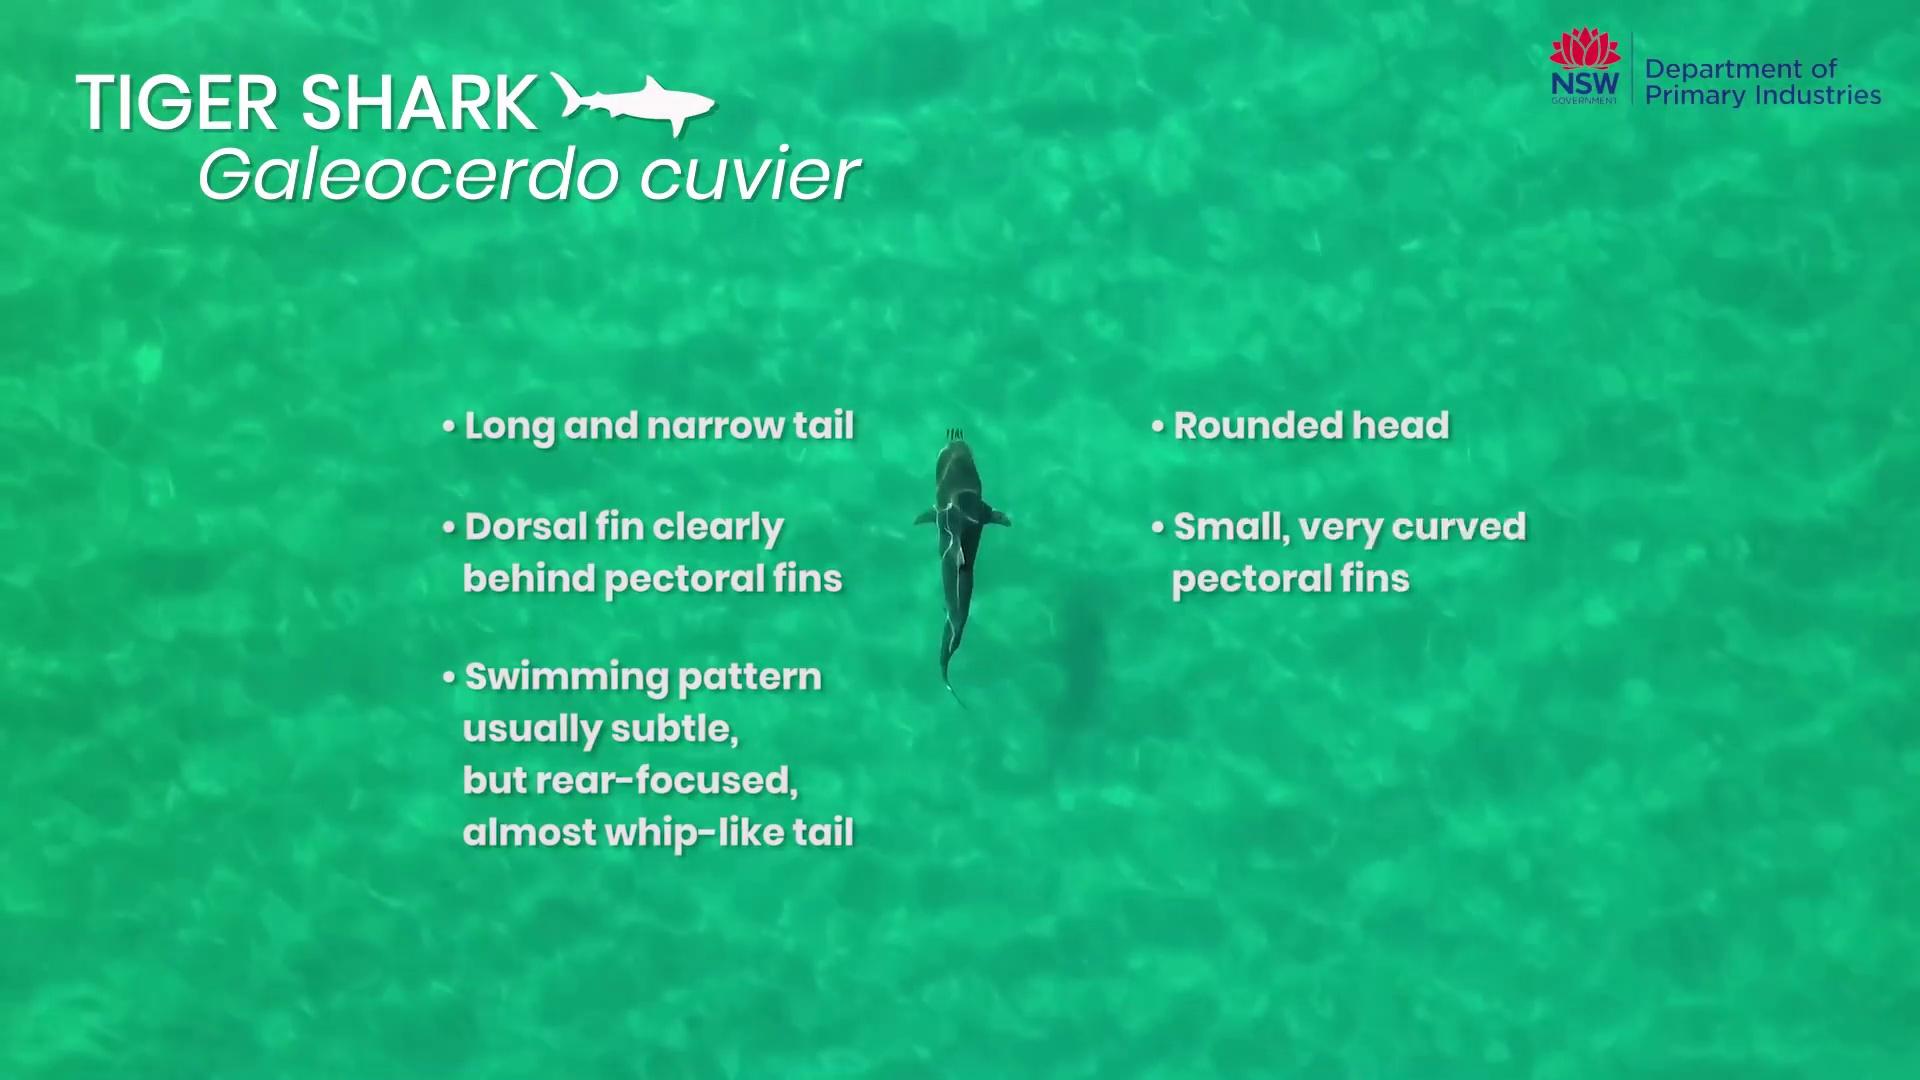 TIGER SHARK
Galeocerdo cuvier
NSW
GOVERNMENT
Department of
Primary Industries
• Long and narrow tail
• Dorsal fin clearly
behind pectoral fins
• Swimming pattern
usually subtle,
but rear-focused,
almost whip-like tail
• Rounded head
• Small, very curved
pectoral fins